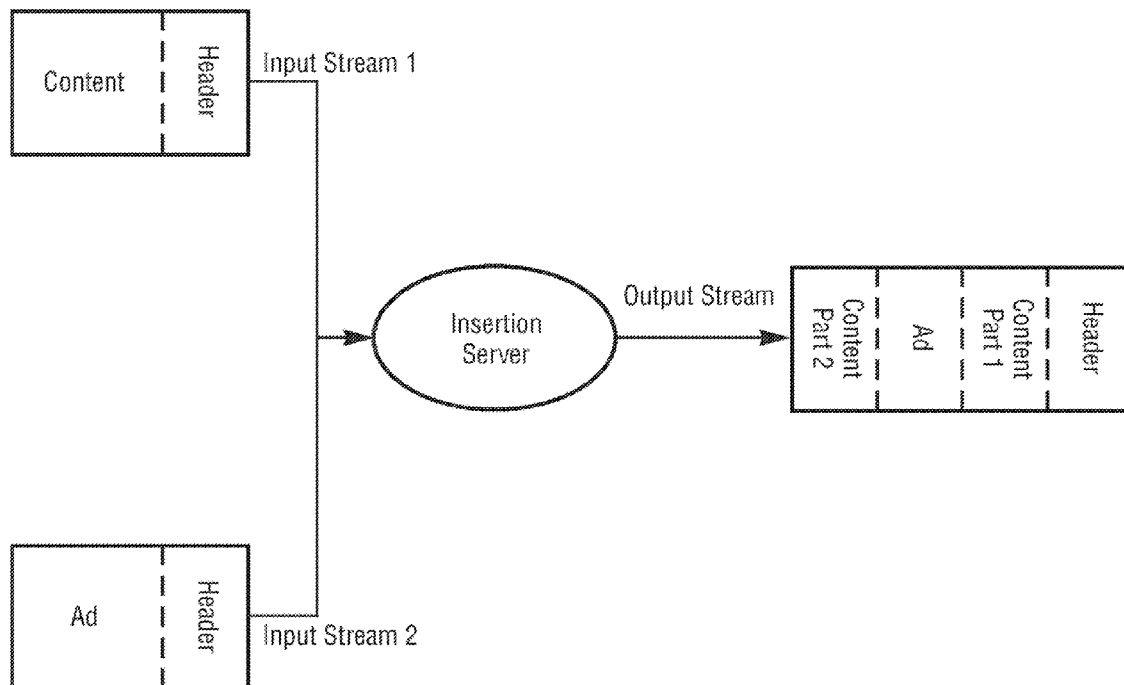 Content
Header
Input Stream 1
Insertion
Server
Output Stream
Content
Part 2
Ad
Content
Part 1
Header
Ad
Header
Input Stream 2